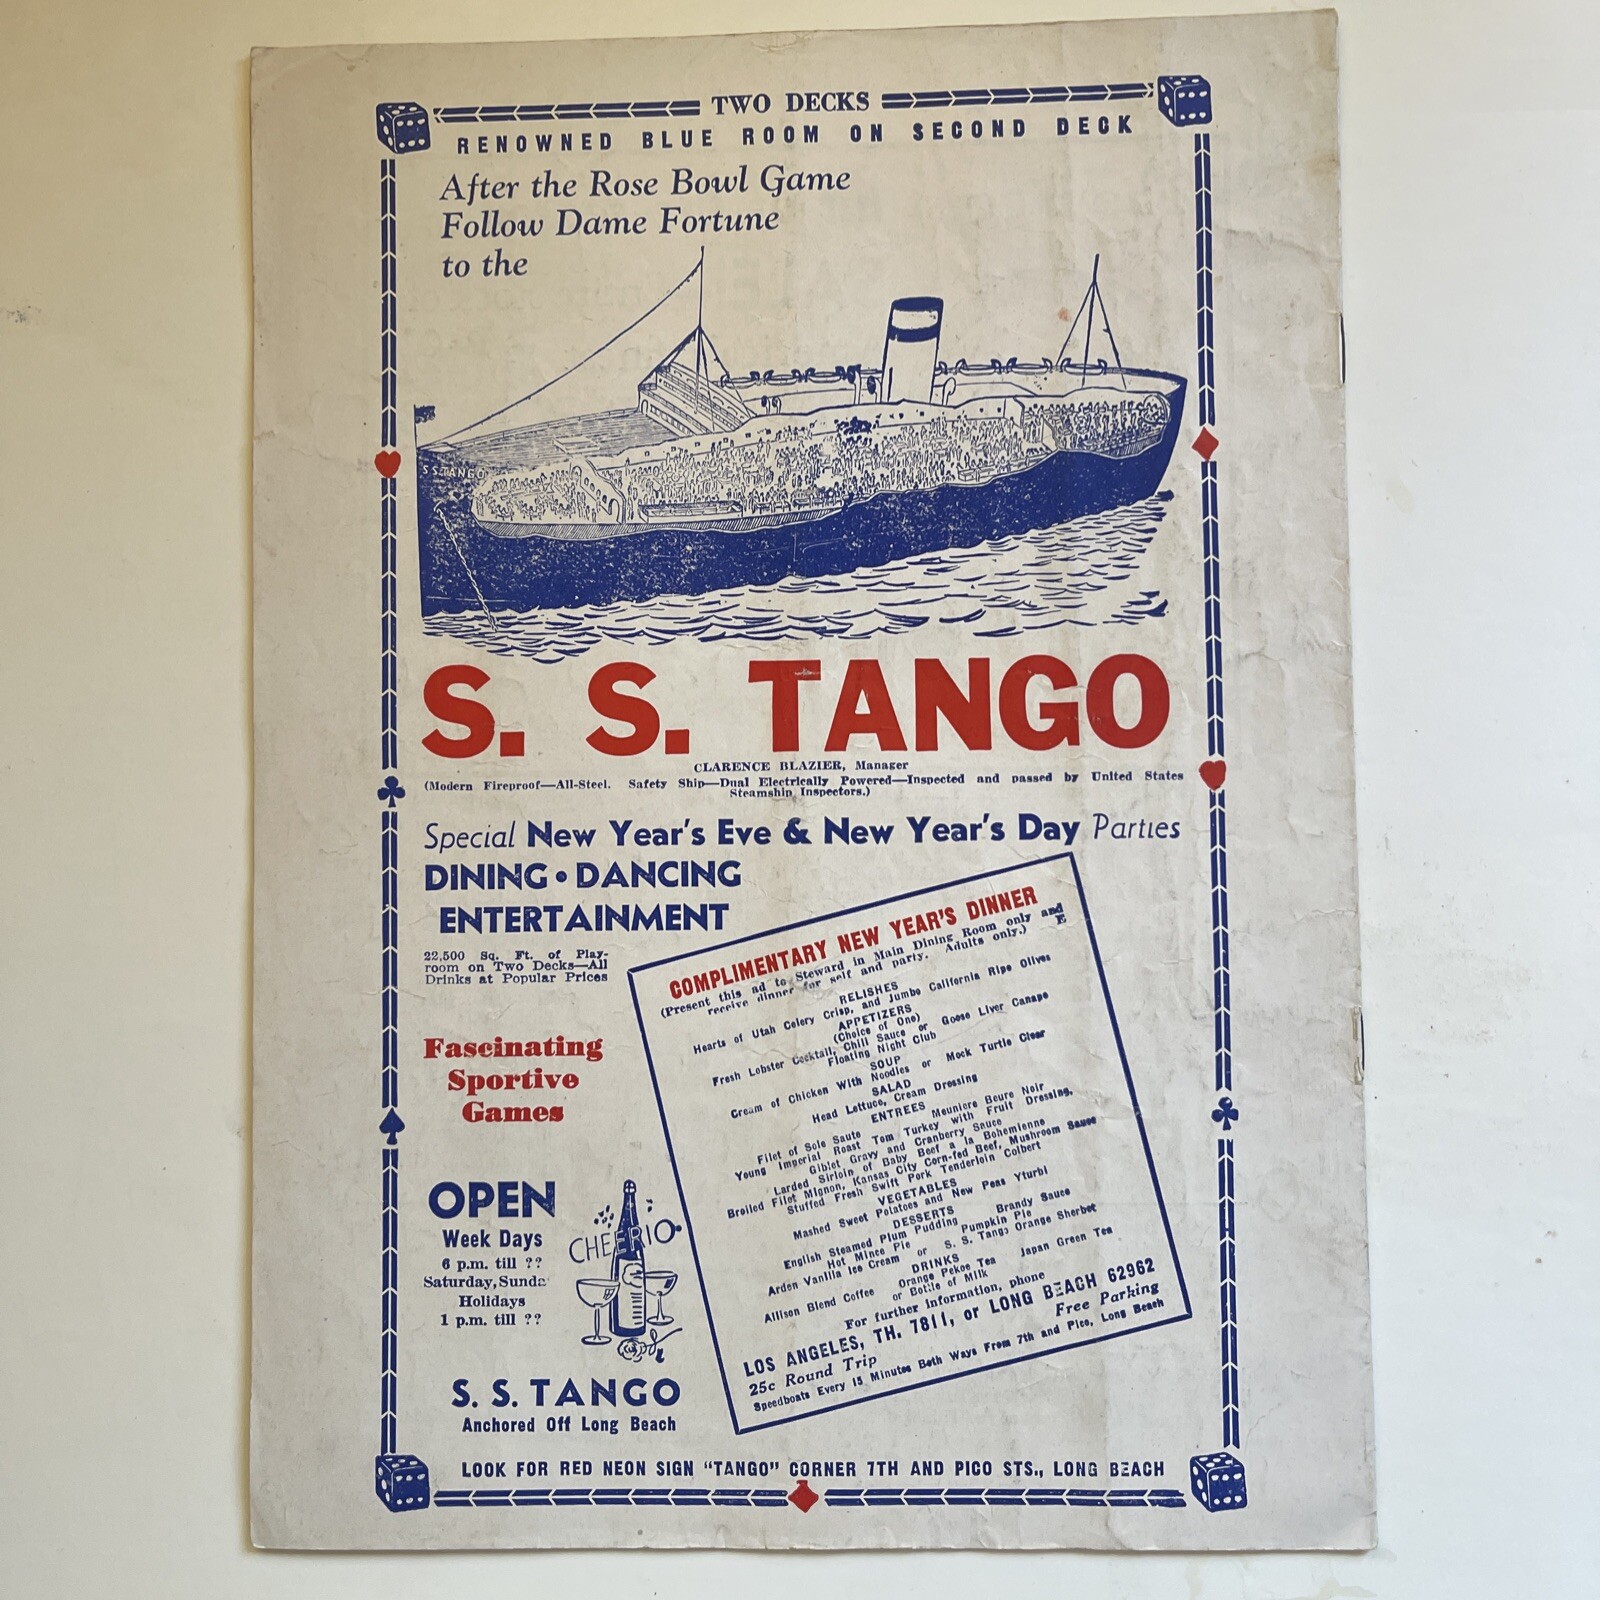 TWO DECKS
RENOWNED BLUE ROOM ON SECOND DECK
After the Rose Bowl Game
Follow Dame Fortune
to the
S S TANGO
S. S. TANGO
CLARENCE BLAZIER, Manager
(Modern Fireproof—All-Steel. Safety Ship—Dual Electrically Powered—Inspected and passed by United States
Steamship Inspectors.)
Special New Year's Eve & New Year's Day Parties
DINING • DANCING
ENTERTAINMENT
22,500 Sq. Ft. of Play-
room on Two Decks—All
Drinks at Popular Prices
Fascinating
Sportive
Games
OPEN
Week Days
6 p.m. till ??
Saturday, Sunda
Holidays
1 p.m. till ??
CHEERIO
S. S. TANGO
Anchored Off Long Beach
COMPLIMENTARY NEW YEAR'S DINNER
(Present this ad to Steward in Main Dining Room only and
receive dinner for self and party. Adults only.) E
RELISHES
Hearts of Utah Celery Crisp, and Jumbo California Ripe Olives
APPETIZERS
(Choice of One)
Fresh Lobster Cocktail, Chili Sauce or Goose Liver Canape
Floating Night Club
SOUP
Cream of Chicken With Noodles or Mock Turtle Clear
SALAD
Head Lettuce, Cream Dressing
ENTREES
Filet of Sole Saute Meuniere Beure Noir
Young Imperial Roast Tom Turkey with Fruit Dressing,
Giblet Gravy and Cranberry Sauce
Larded Sirloin of Baby Beef a la Bohemienne
Broiled Filet Mignon, Kansas City Corn-fed Beef, Mushroom Sauce
Stuffed Fresh Swift Pork Tenderloin Colbert
VEGETABLES
Mashed Sweet Potatoes and New Peas Yturbi
DESSERTS
English Steamed Plum Pudding Brandy Sauce
Hot Mince Pie Pumpkin Pie
Arden Vanilla Ice Cream or S. S. Tango Orange Sherbet
DRINKS
Allison Blend Coffee Orange Pekoe Tea Japan Green Tea
or Bottle of Milk
For further information, phone
LOS ANGELES, TH. 7811, or LONG BEACH 62962
25c Round Trip Free Parking
Speedboats Every 15 Minutes Both Ways From 7th and Pico, Long Beach
LOOK FOR RED NEON SIGN "TANGO" CORNER 7TH AND PICO STS., LONG BEACH